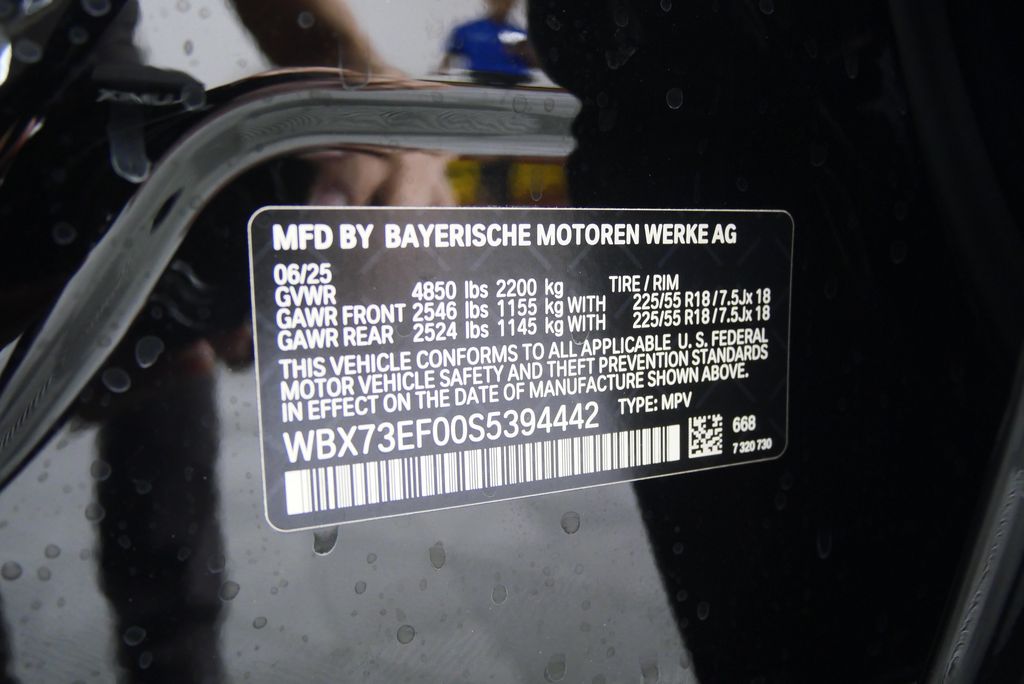 MFD BY BAYERISCHE MOTOREN WERKE AG
06/25
GVWR 4850 lbs 2200 kg TIRE / RIM
GAWR FRONT 2546 lbs 1155 kg WITH 225/55 R18 / 7.5Jx 18
GAWR REAR 2524 lbs 1145 kg WITH 225/55 R18 / 7.5Jx 18
THIS VEHICLE CONFORMS TO ALL APPLICABLE U. S. FEDERAL
MOTOR VEHICLE SAFETY AND THEFT PREVENTION STANDARDS
IN EFFECT ON THE DATE OF MANUFACTURE SHOWN ABOVE.
WBX73EF00S5394442 TYPE: MPV
668
7 320 730